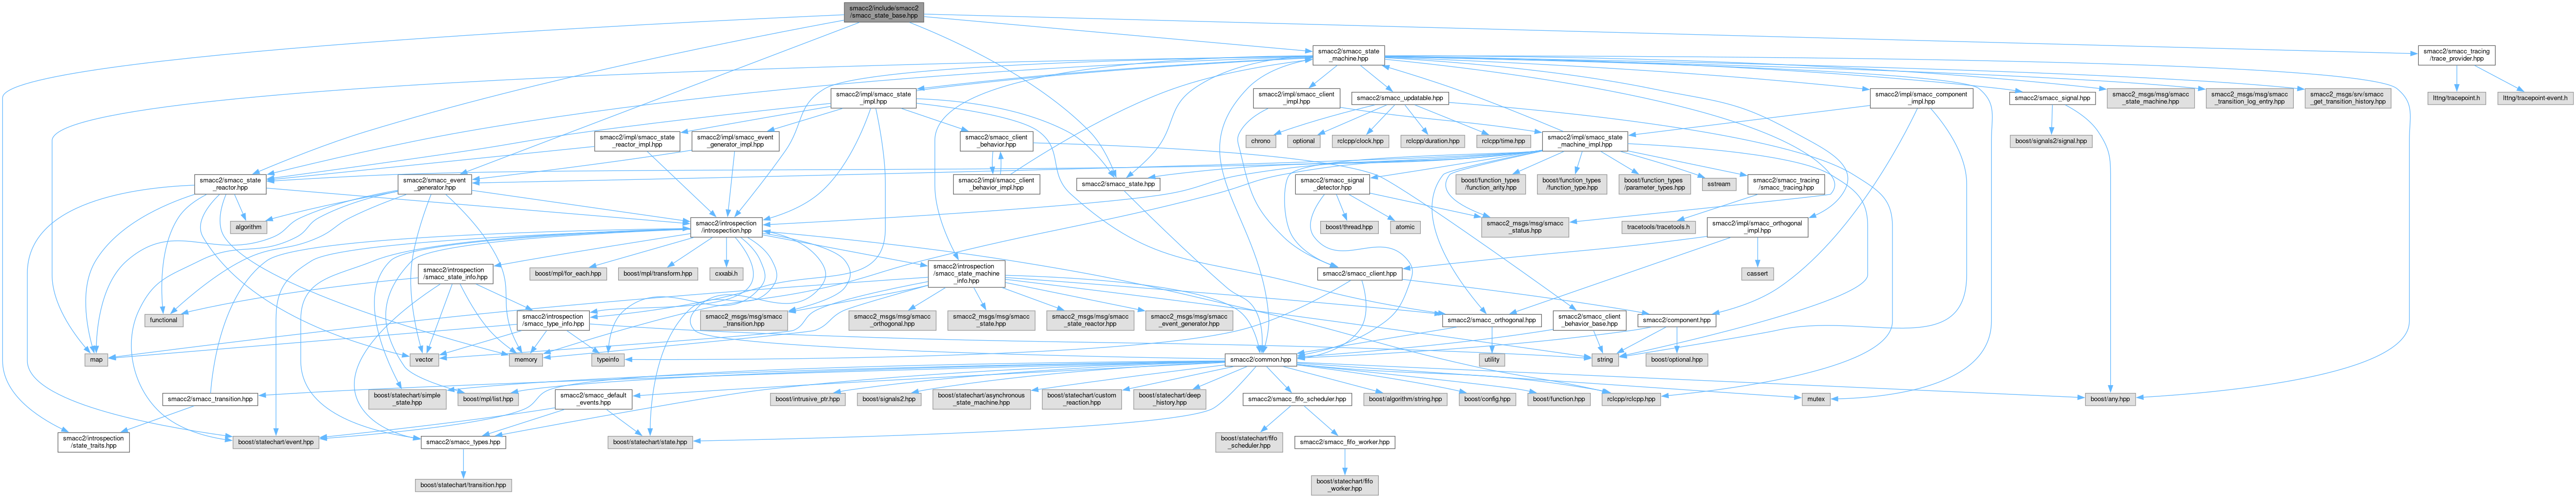 smacc2/include/smacc2
/smacc_state_base.hpp
smacc2/smacc_state
_machine.hpp
smacc2/smacc_tracing
/trace_provider.hpp
smacc2/impl/smacc_state
_impl.hpp
smacc2/impl/smacc_client
_impl.hpp
smacc2/smacc_updatable.hpp
smacc2/impl/smacc_component
_impl.hpp
smacc2/smacc_signal.hpp
smacc2_msgs/msg/smacc
_state_machine.hpp
smacc2_msgs/msg/smacc
_transition_log_entry.hpp
smacc2_msgs/srv/smacc
_get_transition_history.hpp
lttng/tracepoint.h
lttng/tracepoint-event.h
smacc2/impl/smacc_state
_reactor_impl.hpp
smacc2/impl/smacc_event
_generator_impl.hpp
smacc2/smacc_client
_behavior.hpp
chrono
optional
rclcpp/clock.hpp
rclcpp/duration.hpp
rclcpp/time.hpp
smacc2/impl/smacc_state
_machine_impl.hpp
boost/signals2/signal.hpp
smacc2/smacc_state
_reactor.hpp
smacc2/smacc_event
_generator.hpp
smacc2/impl/smacc_client
_behavior_impl.hpp
smacc2/smacc_state.hpp
smacc2/smacc_signal
_detector.hpp
boost/function_types
/function_arity.hpp
boost/function_types
/function_type.hpp
boost/function_types
/parameter_types.hpp
sstream
smacc2/smacc_tracing
/smacc_tracing.hpp
algorithm
smacc2/introspection
/introspection.hpp
boost/thread.hpp
atomic
smacc2_msgs/msg/smacc
_status.hpp
tracetools/tracetools.h
smacc2/impl/smacc_orthogonal
_impl.hpp
smacc2/introspection
/smacc_state_info.hpp
boost/mpl/for_each.hpp
boost/mpl/transform.hpp
cxxabi.h
smacc2/introspection
/smacc_state_machine
_info.hpp
smacc2/smacc_client.hpp
cassert
functional
smacc2/introspection
/smacc_type_info.hpp
smacc2_msgs/msg/smacc
_transition.hpp
smacc2_msgs/msg/smacc
_orthogonal.hpp
smacc2_msgs/msg/smacc
_state.hpp
smacc2_msgs/msg/smacc
_state_reactor.hpp
smacc2_msgs/msg/smacc
_event_generator.hpp
smacc2/smacc_orthogonal.hpp
smacc2/smacc_client
_behavior_base.hpp
smacc2/component.hpp
map
vector
memory
typeinfo
smacc2/common.hpp
utility
string
boost/optional.hpp
smacc2/smacc_transition.hpp
boost/statechart/simple
_state.hpp
boost/mpl/list.hpp
smacc2/smacc_default
_events.hpp
boost/intrusive_ptr.hpp
boost/signals2.hpp
boost/statechart/asynchronous
_state_machine.hpp
boost/statechart/custom
_reaction.hpp
boost/statechart/deep
_history.hpp
smacc2/smacc_fifo_scheduler.hpp
boost/algorithm/string.hpp
boost/config.hpp
boost/function.hpp
rclcpp/rclcpp.hpp
mutex
boost/any.hpp
smacc2/introspection
/state_traits.hpp
boost/statechart/event.hpp
smacc2/smacc_types.hpp
boost/statechart/state.hpp
boost/statechart/fifo
_scheduler.hpp
smacc2/smacc_fifo_worker.hpp
boost/statechart/transition.hpp
boost/statechart/fifo
_worker.hpp